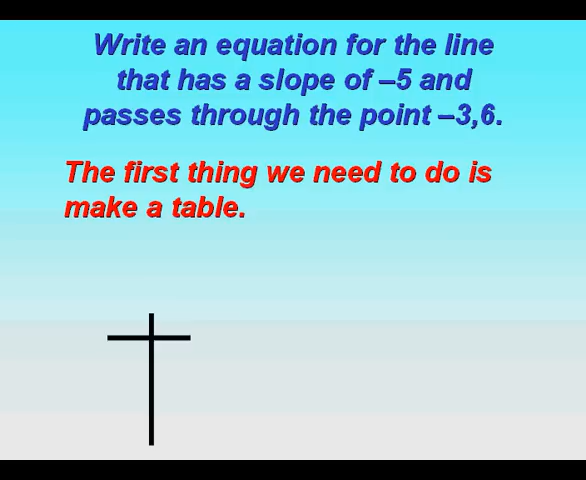 Write an equation for the line
that has a slope of –5 and
passes through the point –3,6.
The first thing we need to do is
make a table.